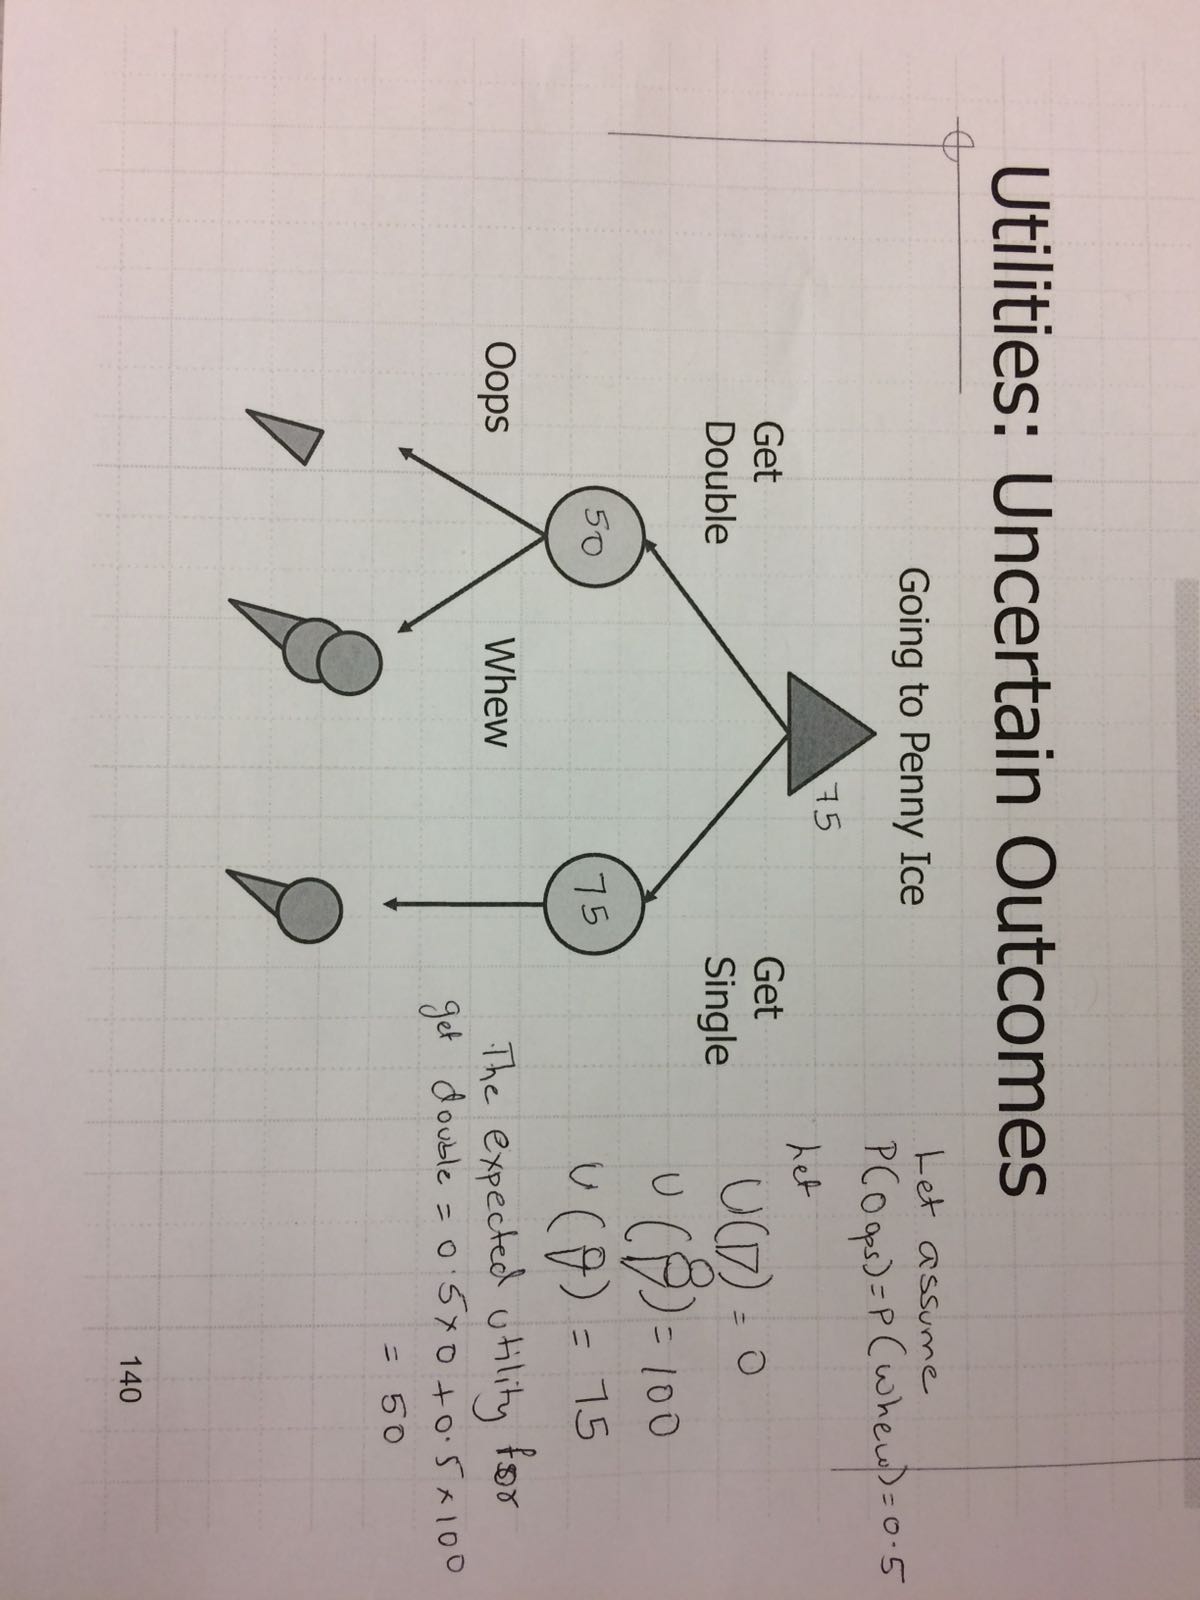 Utilities: Uncertain Outcomes
Going to Penny Ice
75
Get
Double
Get
Single
50
75
Oops
Whew
Let assume
P(Oops)=P(Whew)=0.5
Let
U( )=0
U( )=100
U( )=75
The expected utility for
get double = 0.5×0+0.5×100
= 50
140